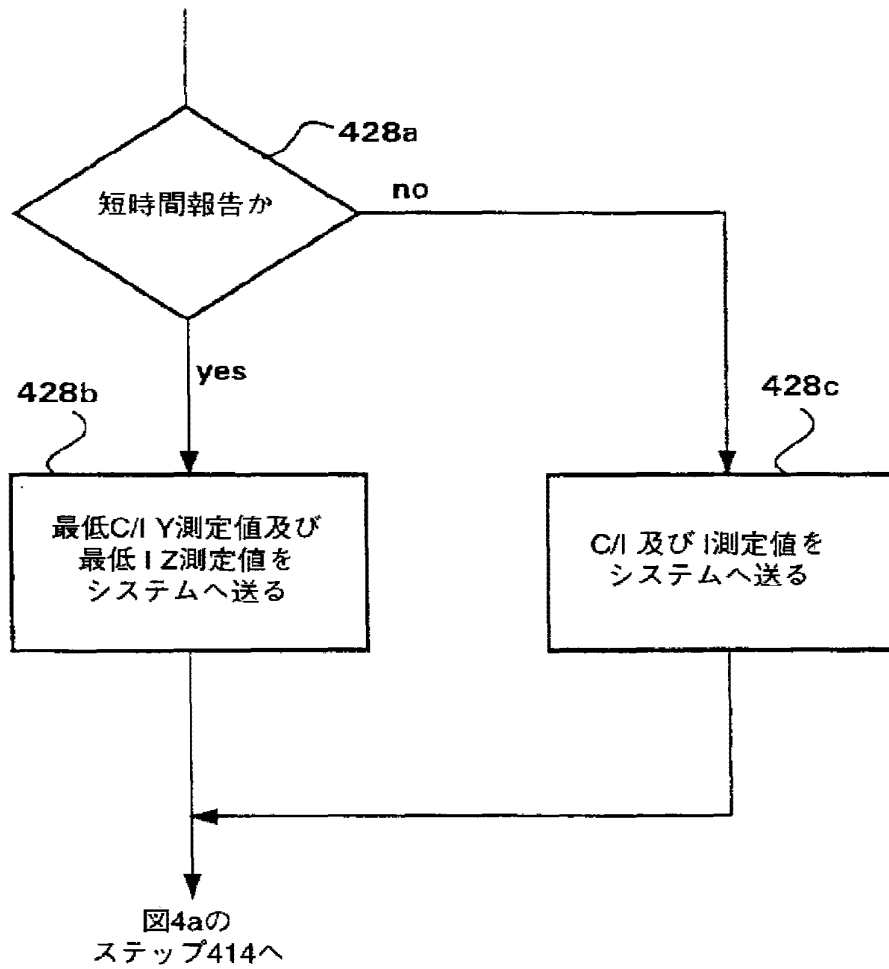 428a
短時間報告か
no
yes
428b
428c
最低C/I Y測定値及び
最低 I Z測定値を
システムへ送る
C/I 及び I測定値を
システムへ送る
図4aの
ステップ414へ